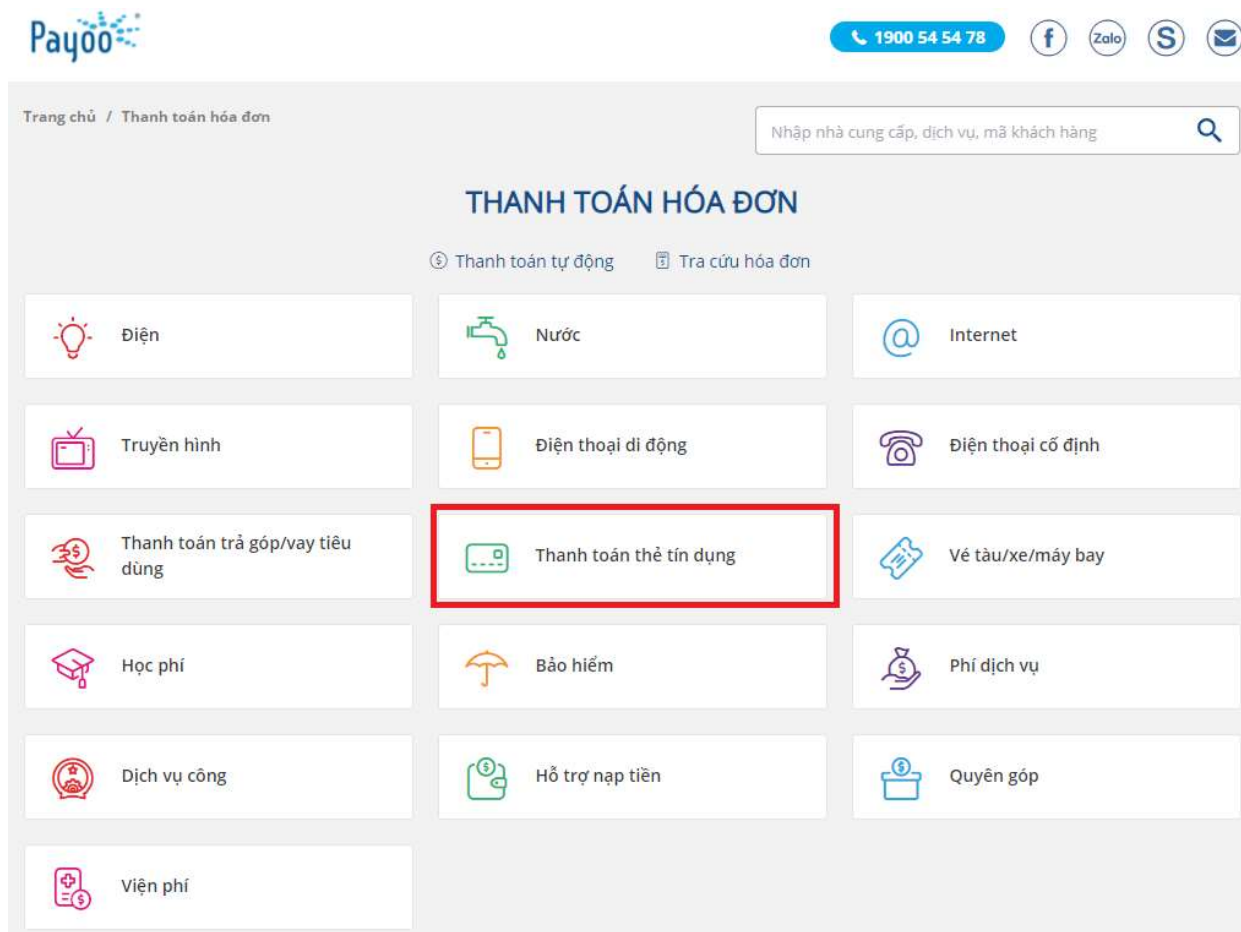 Payoo
1900 54 54 78
f
Zalo
S
Trang chủ / Thanh toán hóa đơn
Nhập nhà cung cấp, dịch vụ, mã khách hàng
THANH TOÁN HÓA ĐƠN
Thanh toán tự động
Tra cứu hóa đơn
Điện
Nước
Internet
Truyền hình
Điện thoại di động
Điện thoại cố định
Thanh toán trả góp/vay tiêu
dùng
Thanh toán thẻ tín dụng
Vé tàu/xe/máy bay
Học phí
Bảo hiểm
Phí dịch vụ
Dịch vụ công
Hỗ trợ nạp tiền
Quyên góp
Viện phí